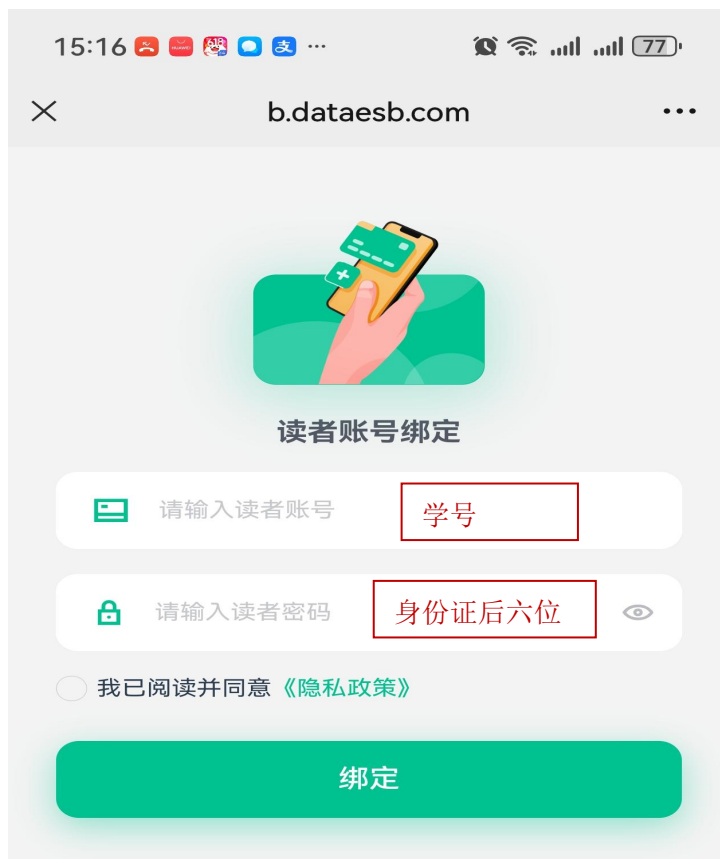 15:16 ··· 77
b.dataesb.com
读者账号绑定
请输入读者账号 学号
请输入读者密码 身份证后六位
我已阅读并同意《隐私政策》
绑定